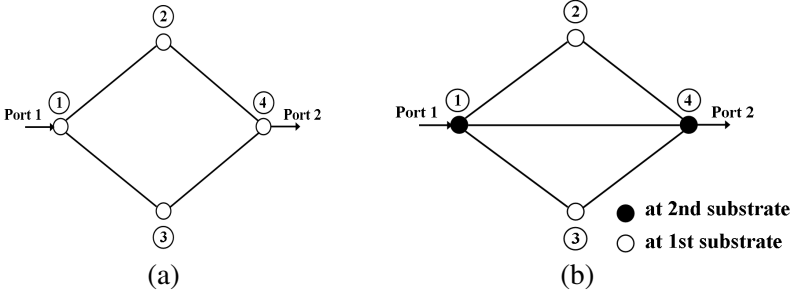 ②
①
④
Port 1
Port 2
③
(a)
②
①
④
Port 1
Port 2
③
at 2nd substrate
at 1st substrate
(b)